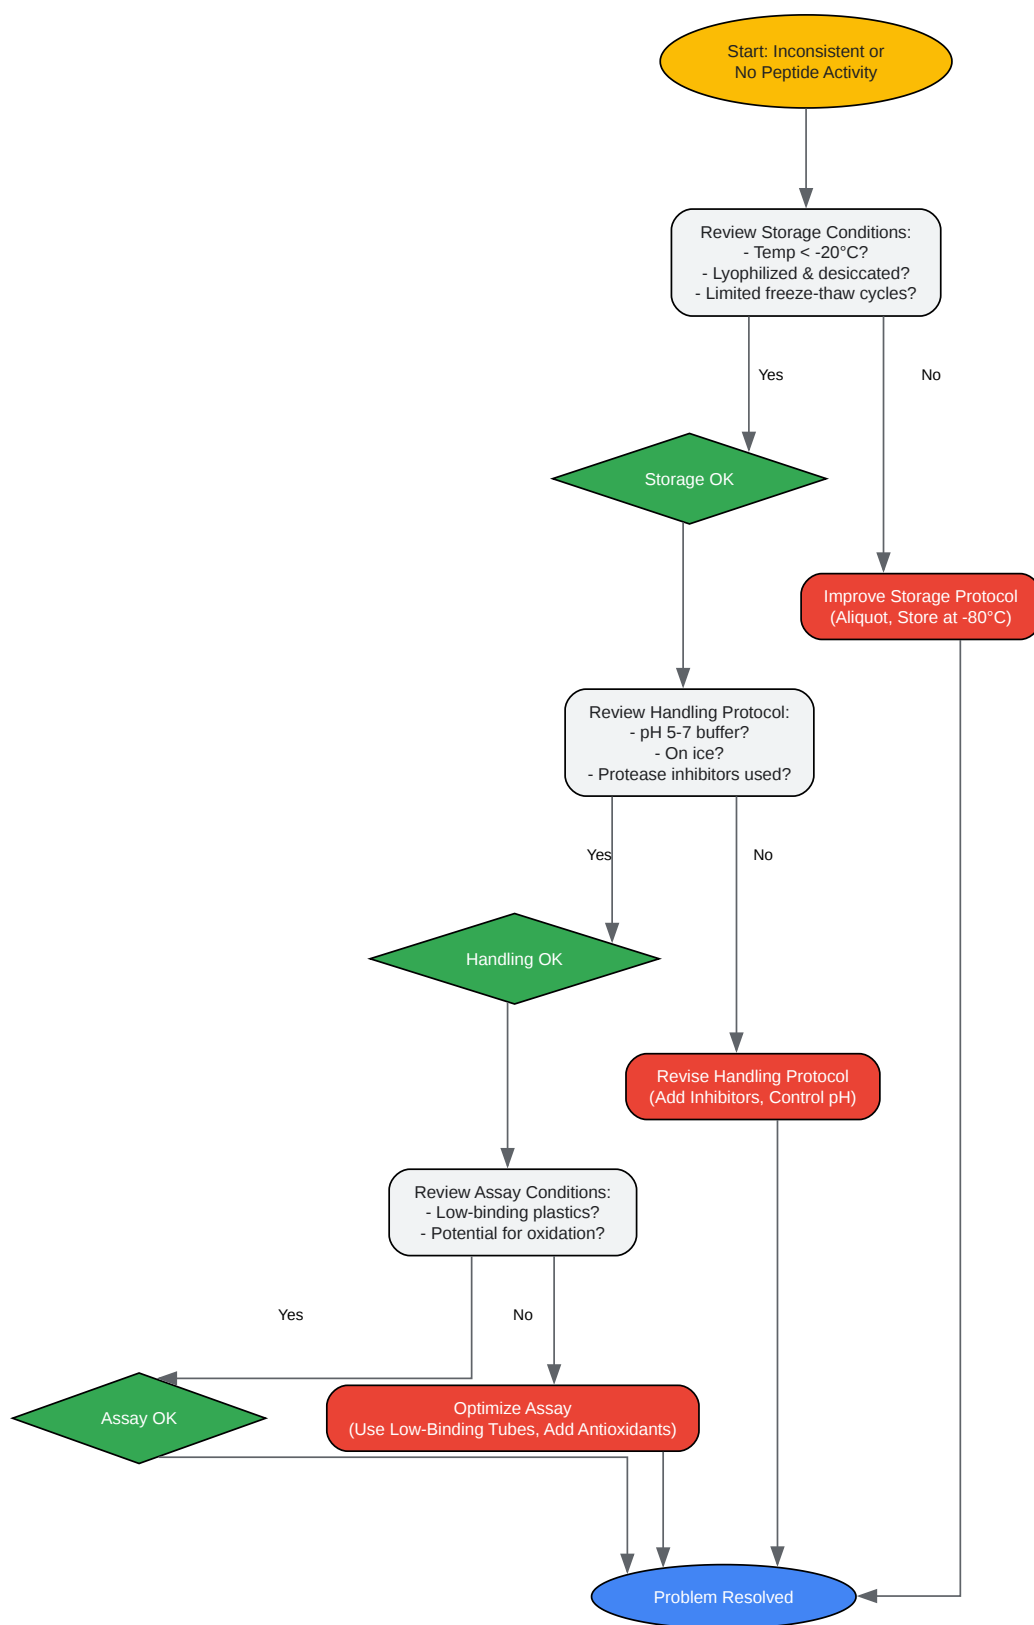 Start: Inconsistent or
No Peptide Activity
Review Storage Conditions:
- Temp < -20°C?
- Lyophilized & desiccated?
- Limited freeze-thaw cycles?
Yes
No
Storage OK
Improve Storage Protocol
(Aliquot, Store at -80°C)
Review Handling Protocol:
- pH 5-7 buffer?
- On ice?
- Protease inhibitors used?
Yes
No
Handling OK
Revise Handling Protocol
(Add Inhibitors, Control pH)
Review Assay Conditions:
- Low-binding plastics?
- Potential for oxidation?
Yes
No
Assay OK
Optimize Assay
(Use Low-Binding Tubes, Add Antioxidants)
Problem Resolved